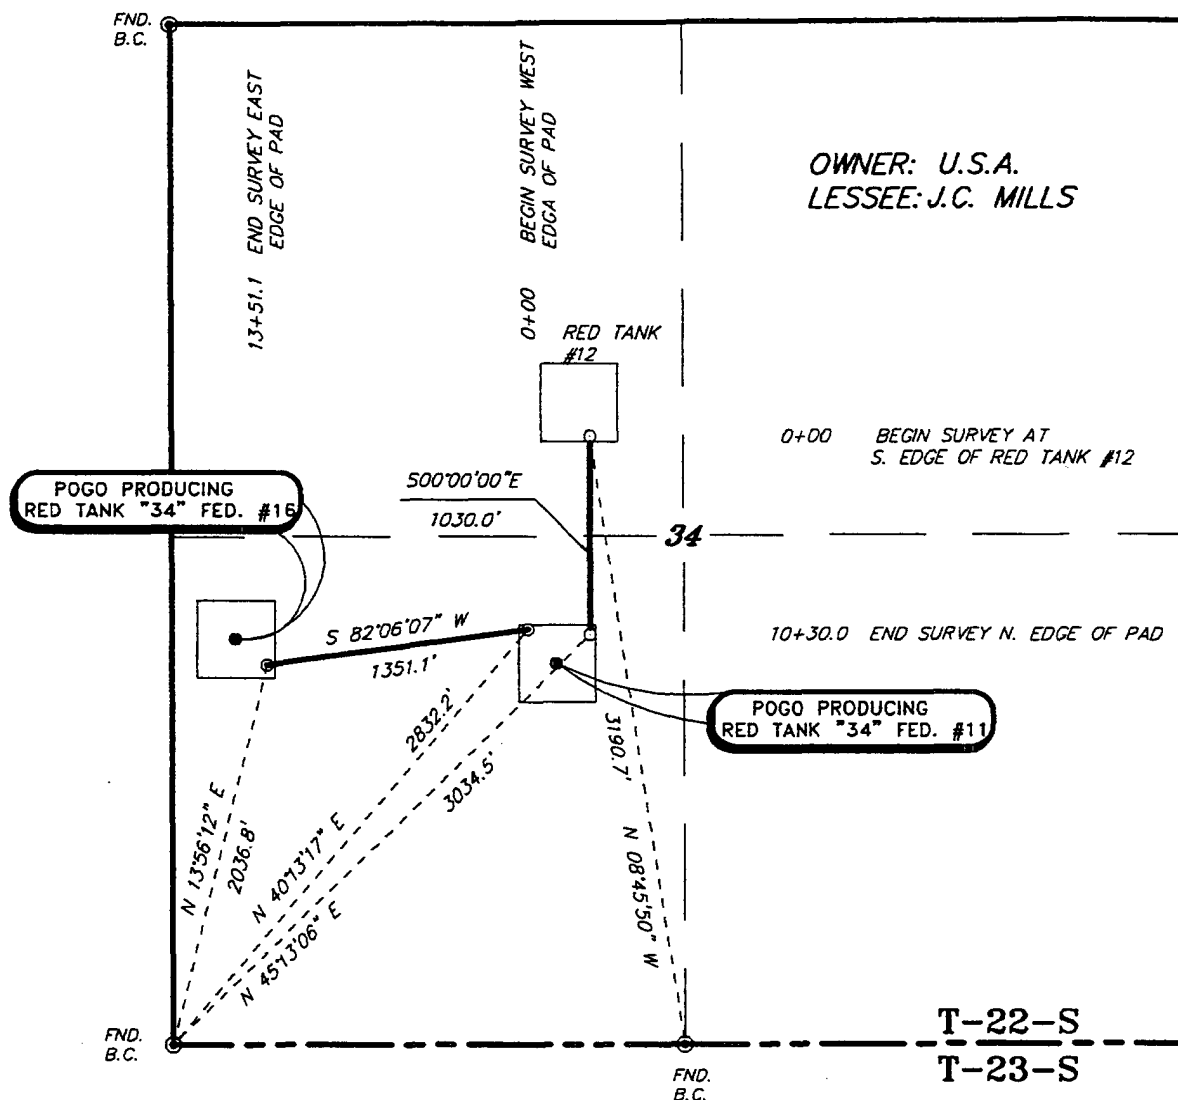 FND.
B.C.
13+51.1 END SURVEY EAST
EDGE OF PAD
0+00 BEGIN SURVEY WEST
EDGA OF PAD
OWNER: U.S.A.
LESSEE: J.C. MILLS
RED TANK
#12
0+00 BEGIN SURVEY AT
S. EDGE OF RED TANK #12
POGO PRODUCING
RED TANK "34" FED. #16
S00°00'00"E
1030.0'
34
S 82°06'07" W
1351.1'
10+30.0 END SURVEY N. EDGE OF PAD
POGO PRODUCING
RED TANK "34" FED. #11
2832.2'
3034.5'
3190.7'
N 13°56'12" E
2036.8'
N 40°13'17" E
N 45°13'06" E
N 08°45'50" W
FND.
B.C.
T-22-S
T-23-S
FND.
B.C.